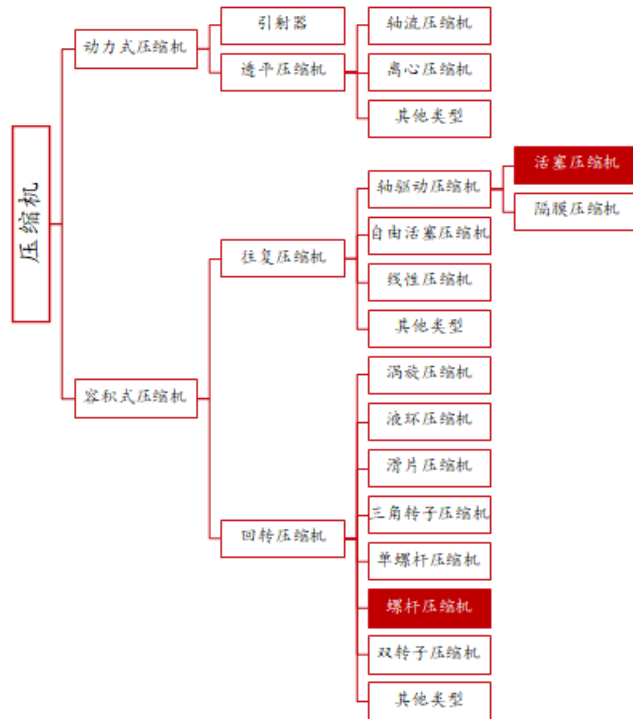 压缩机
动力式压缩机
引射器
透平压缩机
轴流压缩机
离心压缩机
其他类型
容积式压缩机
往复压缩机
轴驱动压缩机
活塞压缩机
隔膜压缩机
自由活塞压缩机
线性压缩机
其他类型
回转压缩机
涡旋压缩机
液环压缩机
滑片压缩机
三角转子压缩机
单螺杆压缩机
螺杆压缩机
双转子压缩机
其他类型